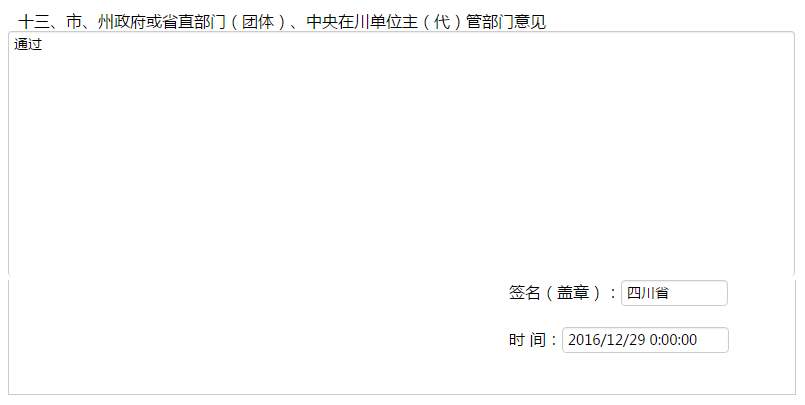 十三、市、州政府或省直部门（团体）、中央在川单位主（代）管部门意见
通过
签名（盖章）：四川省
时 间：2016/12/29 0:00:00